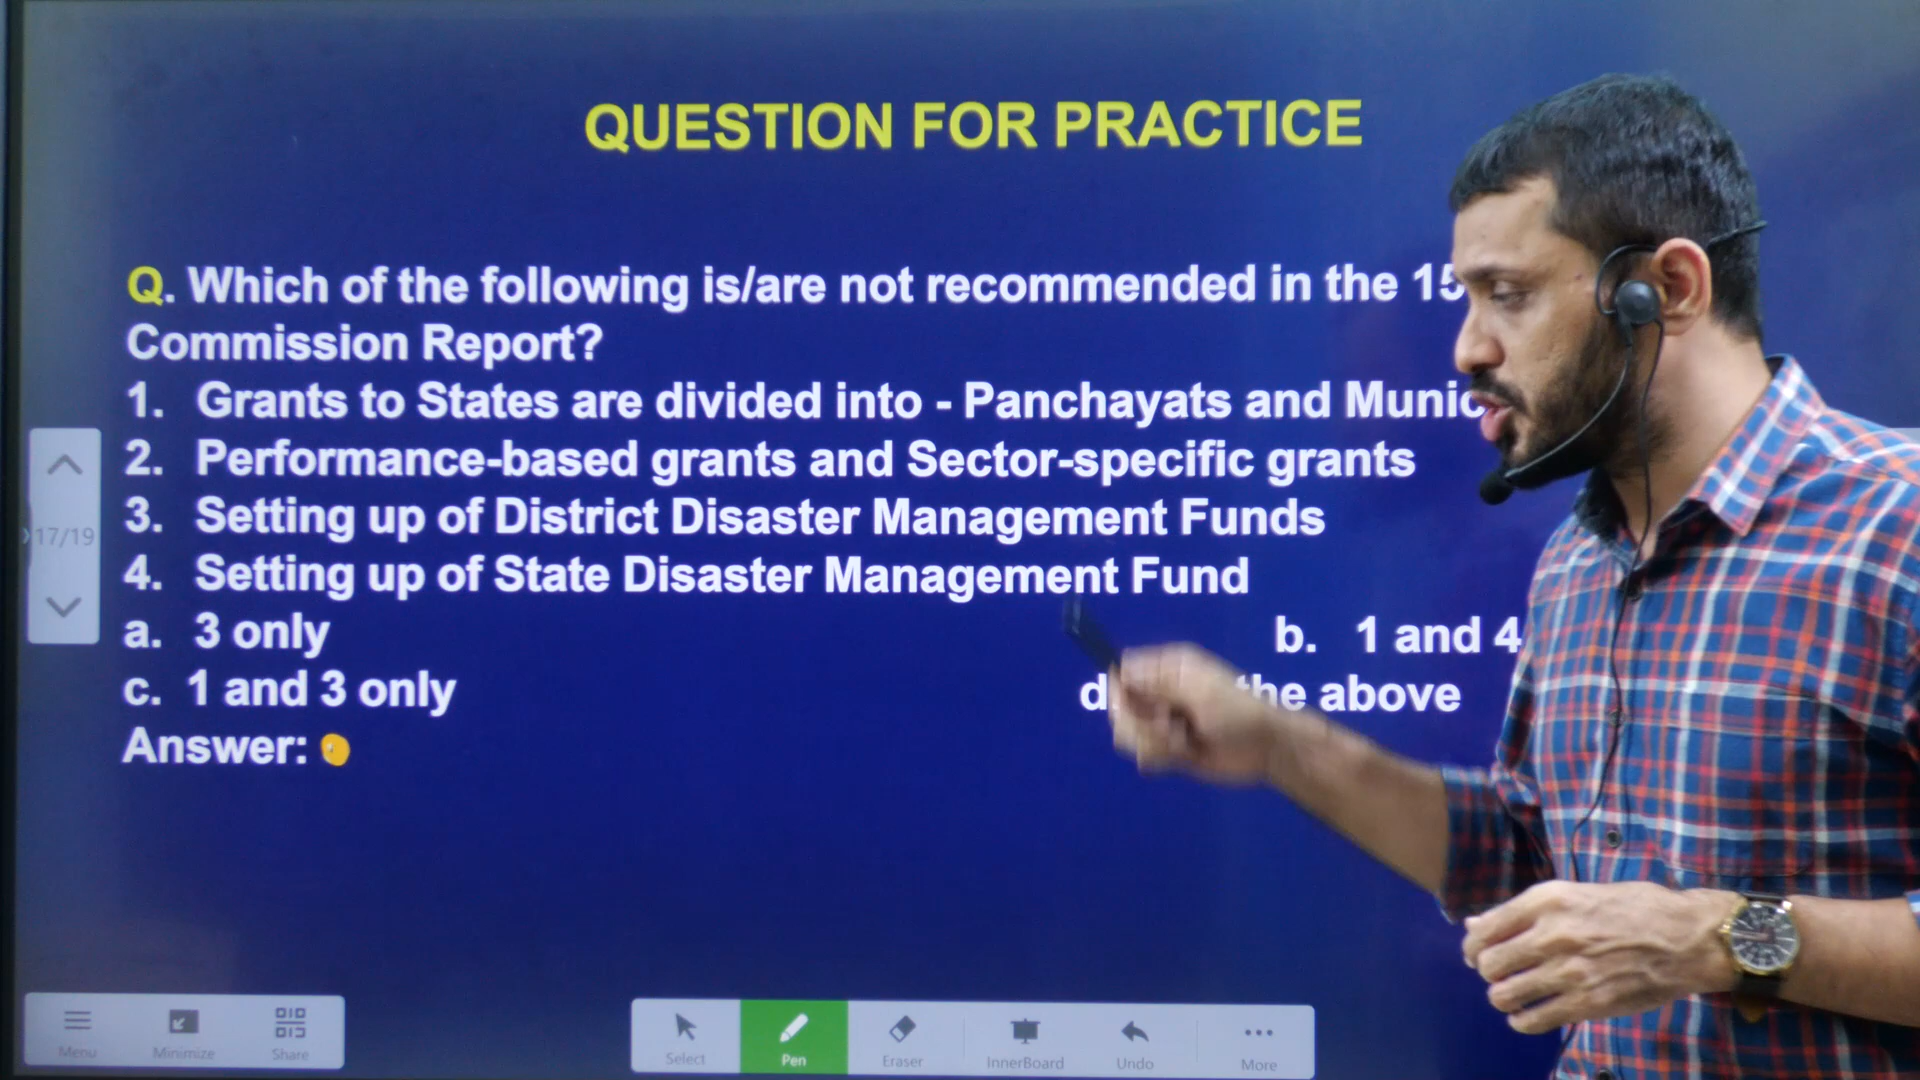 QUESTION FOR PRACTICE
Q. Which of the following is/are not recommended in the 15
Commission Report?
1. Grants to States are divided into - Panchayats and
2. Performance-based grants and Sector-specific grants
3. Setting up of District Disaster Management Funds
17/19
4. Setting up of State Disaster Management Fund
a. 3 only
b. 1 and 4
c. 1 and 3 only
d. the above
Answer:
Menu
Minimize
Share
Select
Pen
Eraser
InnerBoard
Undo
More